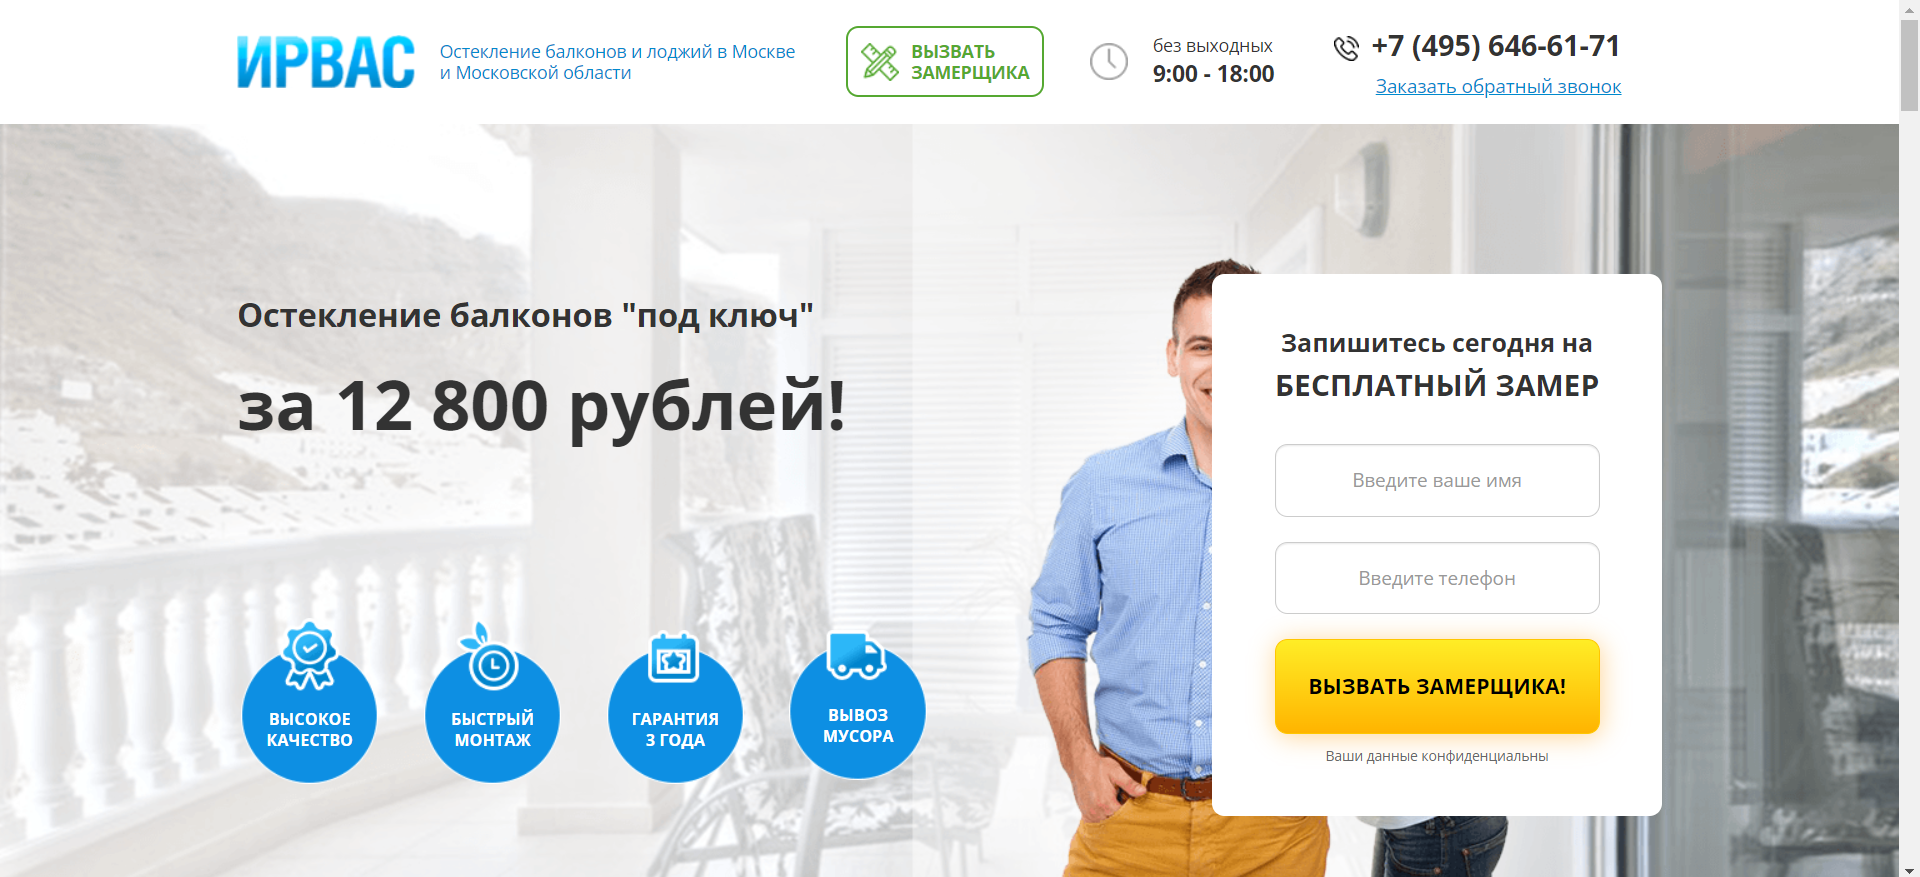 ИРВАС
Остекление балконов и лоджий в Москве
и Московской области
ВЫЗВАТЬ
ЗАМЕРЩИКА
без выходных
9:00 - 18:00
+7 (495) 646-61-71
Заказать обратный звонок
Остекление балконов "под ключ"
за 12 800 рублей!
ВЫСОКОЕ
КАЧЕСТВО
БЫСТРЫЙ
МОНТАЖ
ГАРАНТИЯ
3 ГОДА
ВЫВОЗ
МУСОРА
Запишитесь сегодня на
БЕСПЛАТНЫЙ ЗАМЕР
Введите ваше имя
Введите телефон
ВЫЗВАТЬ ЗАМЕРЩИКА!
Ваши данные конфиденциальны